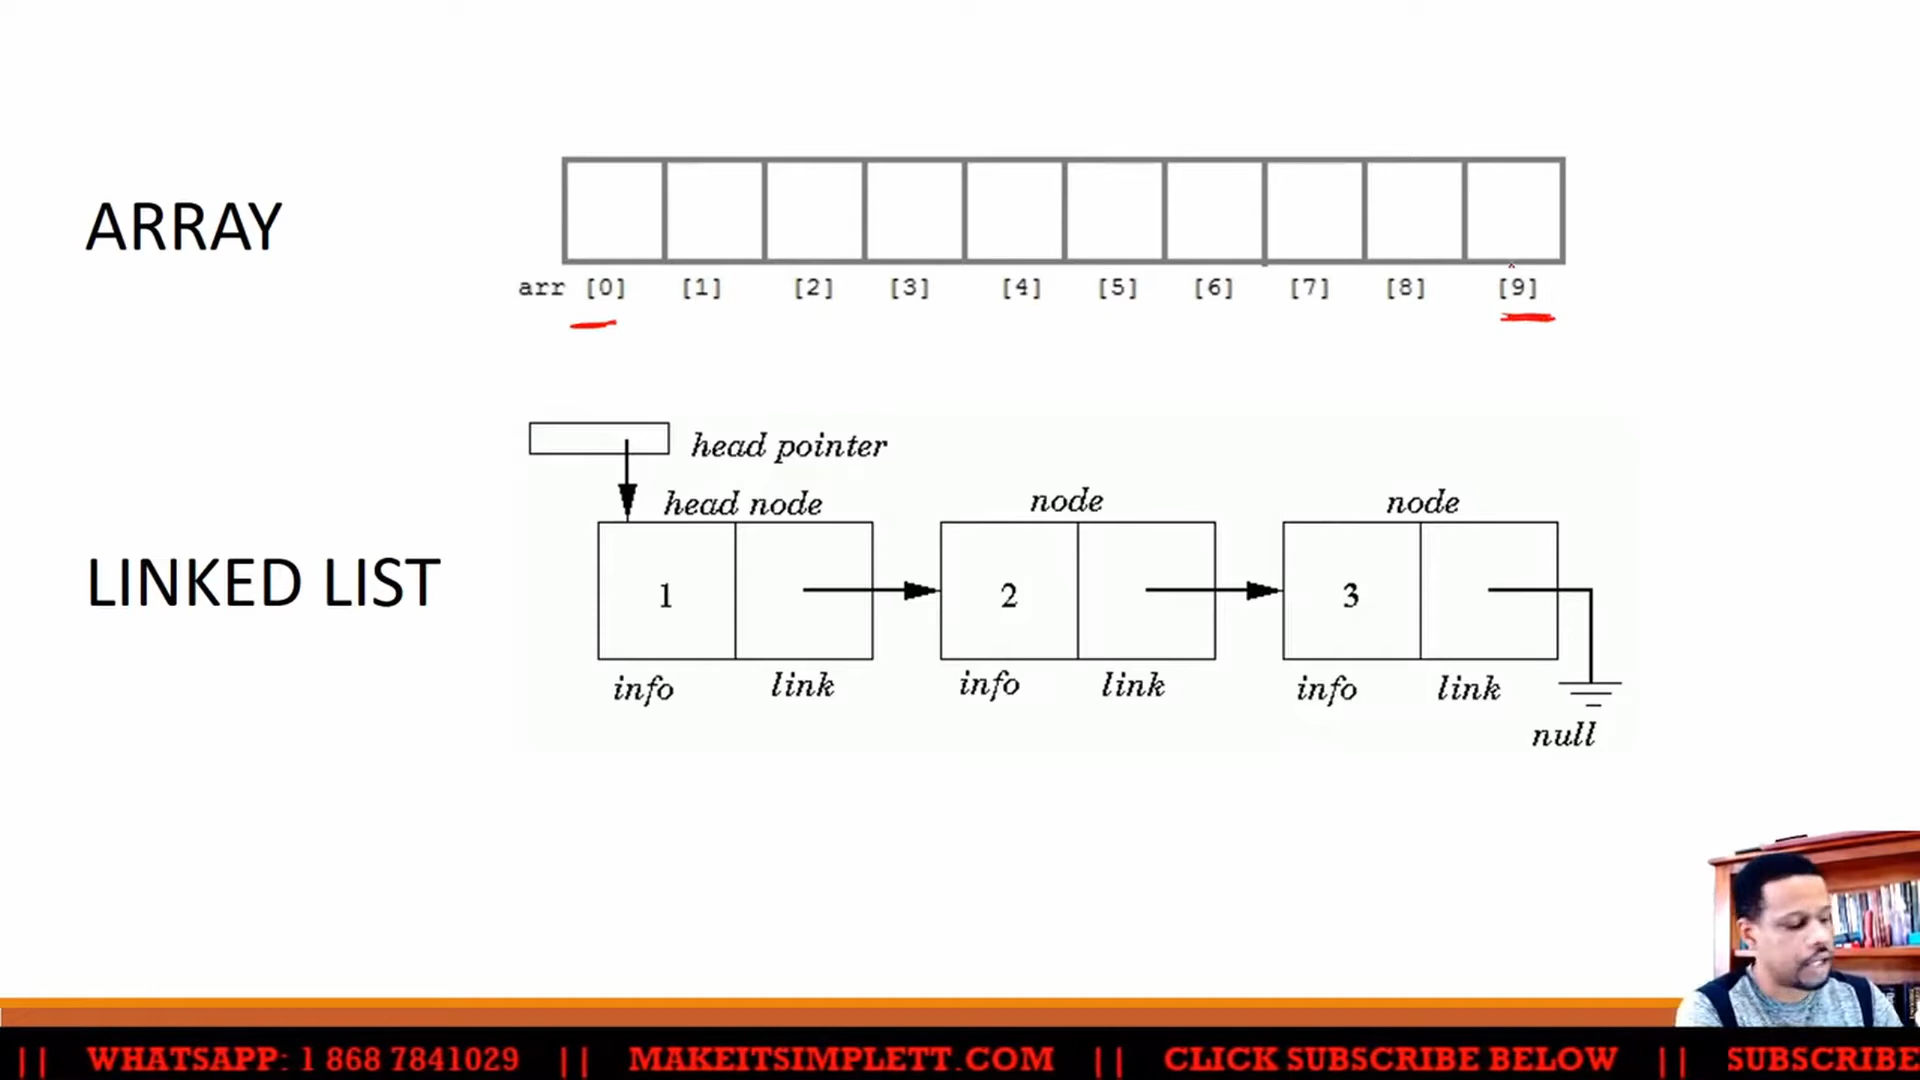 ARRAY
arr [0] [1] [2] [3] [4] [5] [6] [7] [8] [9]
head pointer
head node node node
LINKED LIST
1 2 3
info link info link info link
null
|| WHATSAPP: 1 868 7841029 || MAKEITSIMPLETT.COM || CLICK SUBSCRIBE BELOW || SUBSCRIBE